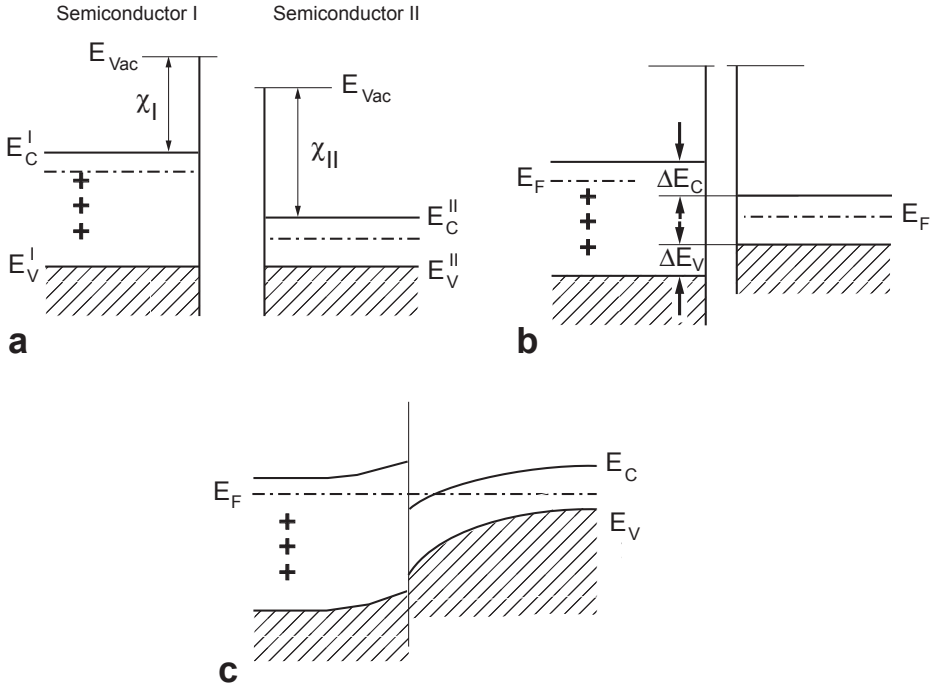 Semiconductor I Semiconductor II
E_Vac
E_Vac
χ_I
χ_II
E_C^I
E_C^II
E_V^I
E_V^II
+
+
+
a
E_F
ΔE_C
E_F
ΔE_V
+
+
+
b
E_C
E_F
E_V
+
+
+
c